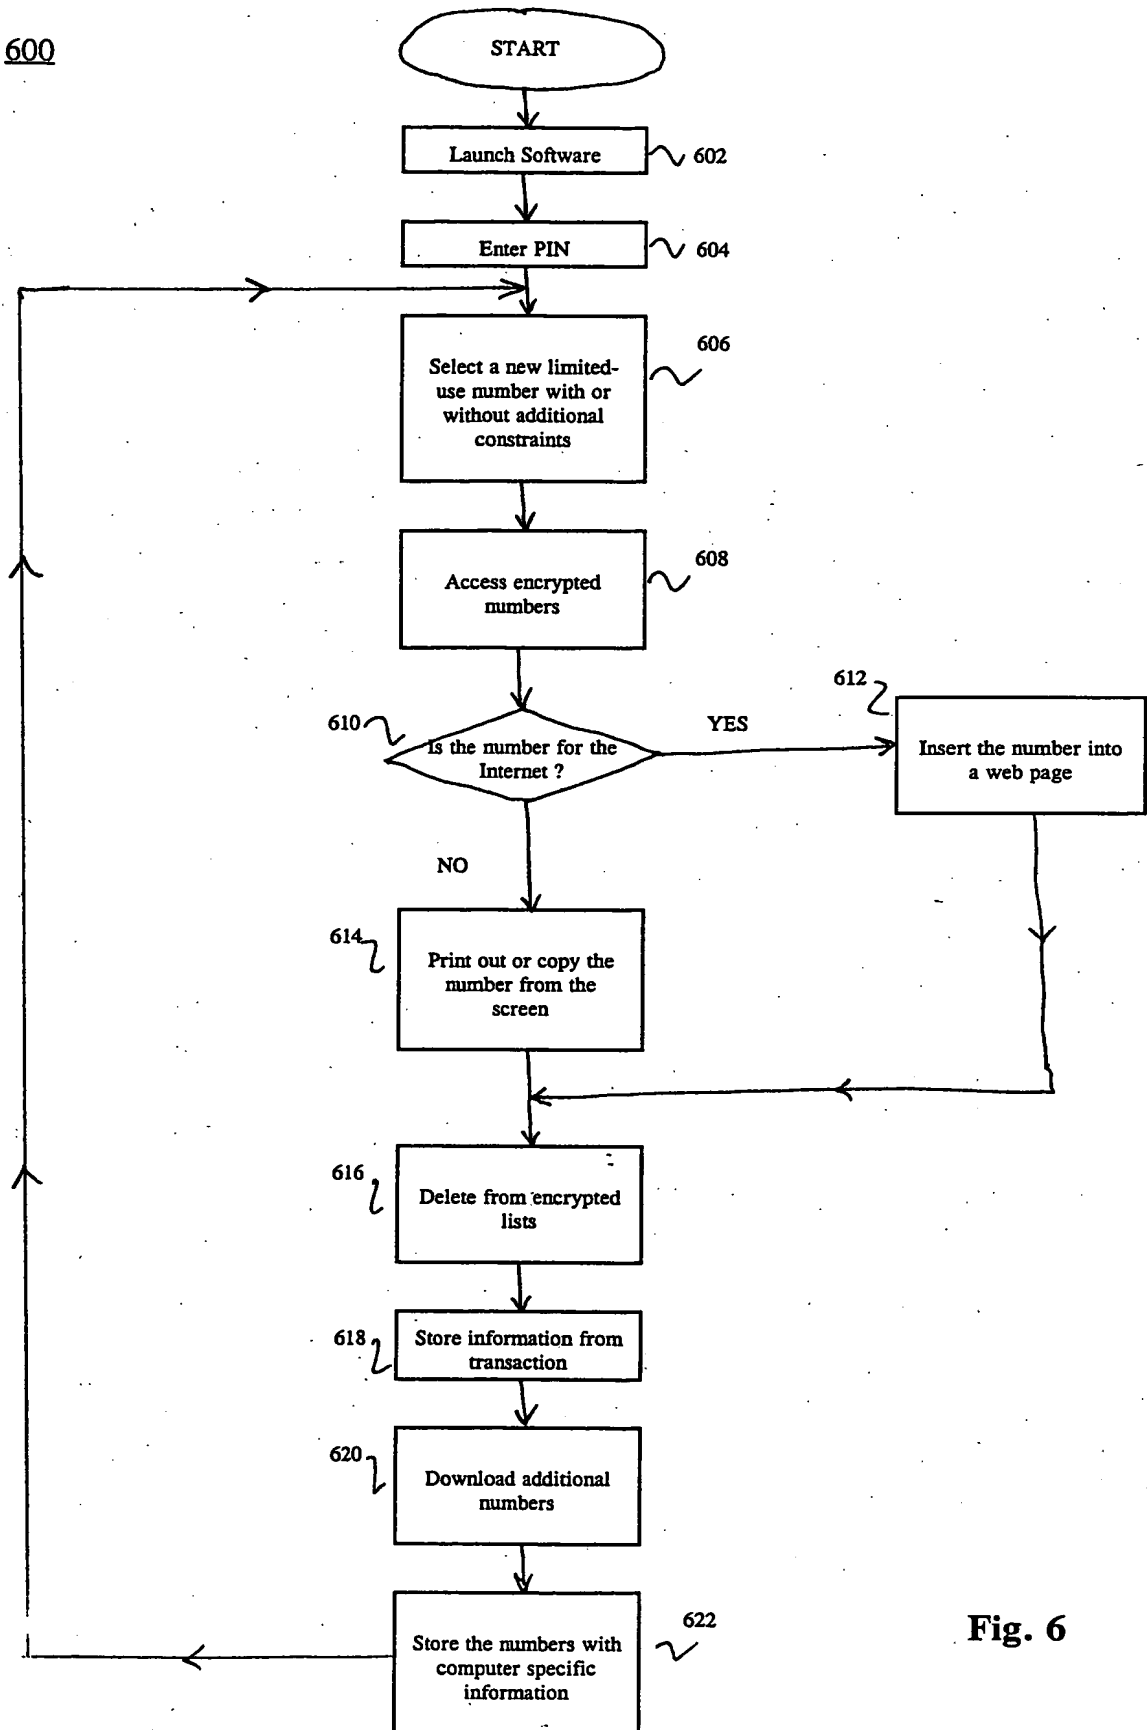 600
START
Launch Software
602
Enter PIN
604
606
Select a new limited-
use number with or
without additional
constraints
608
Access encrypted
numbers
610
Is the number for the
Internet ?
YES
612
Insert the number into
a web page
NO
614
Print out or copy the
number from the
screen
616
Delete from encrypted
lists
618
Store information from
transaction
620
Download additional
numbers
622
Store the numbers with
computer specific
information
Fig. 6